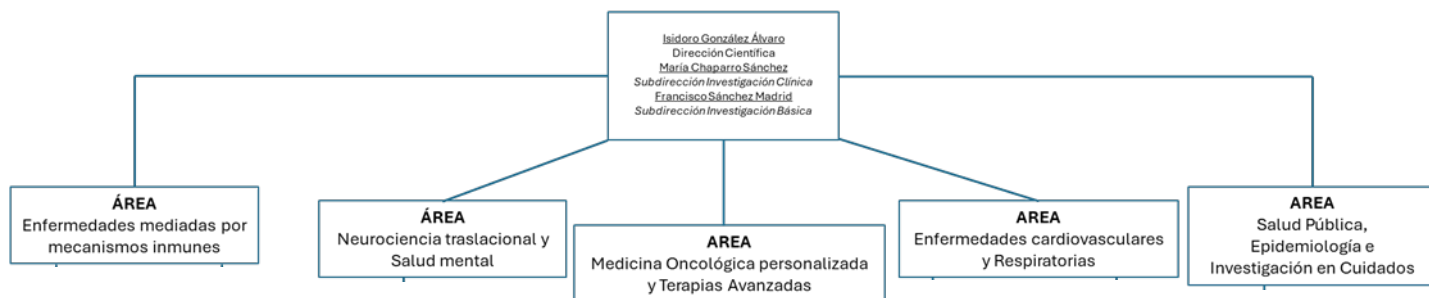 Isidoro González Álvaro
Dirección Científica
María Chaparro Sánchez
Subdirección Investigación Clínica
Francisco Sánchez Madrid
Subdirección Investigación Básica
ÁREA
Enfermedades mediadas por
mecanismos inmunes
ÁREA
Neurociencia traslacional y
Salud mental
AREA
Medicina Oncológica personalizada
y Terapias Avanzadas
AREA
Enfermedades cardiovasculares
y Respiratorias
AREA
Salud Pública,
Epidemiología e
Investigación en Cuidados